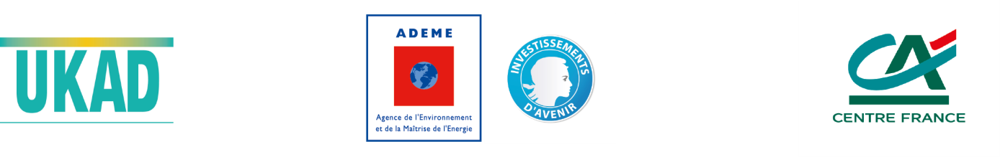 UKAD
ADEME
Agence de l'Environnement
et de la Maîtrise de l'Energie
INVESTISSEMENTS
D'AVENIR
CA
CENTRE FRANCE